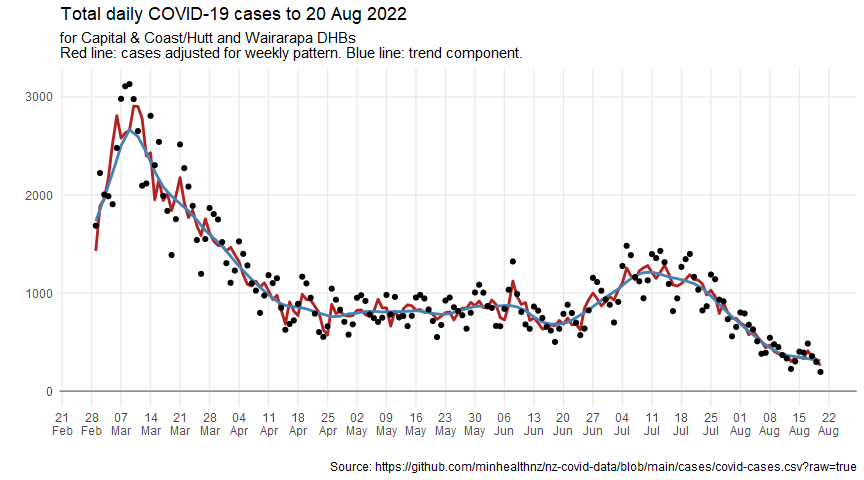 Total daily COVID-19 cases to 20 Aug 2022
for Capital & Coast/Hutt and Wairarapa DHBs
Red line: cases adjusted for weekly pattern. Blue line: trend component.
3000
2000
1000
0
21 28 07 14 21 28 04 11 18 25 02 09 16 23 30 06 13 20 27 04 11 18 25 01 08 15 22
Feb Feb Mar Mar Mar Mar Apr Apr Apr Apr May May May May May Jun Jun Jun Jun Jul Jul Jul Jul Aug Aug Aug Aug
Source: https://github.com/minhealthnz/nz-covid-data/blob/main/cases/covid-cases.csv?raw=true